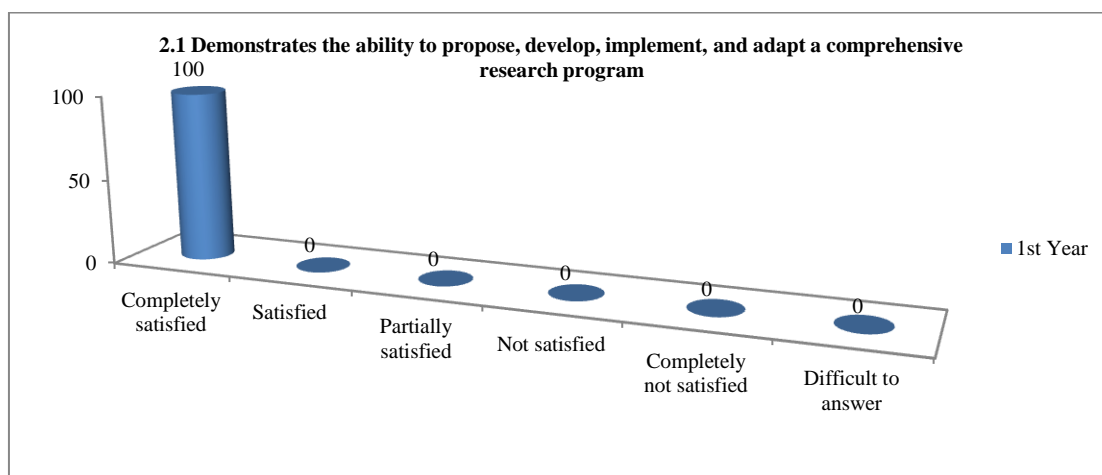 2.1 Demonstrates the ability to propose, develop, implement, and adapt a comprehensive
research program
100
100
50
0
0
0
0
0
0
Completely
satisfied
Satisfied
Partially
satisfied
Not satisfied
Completely
not satisfied
Difficult to
answer
1st Year